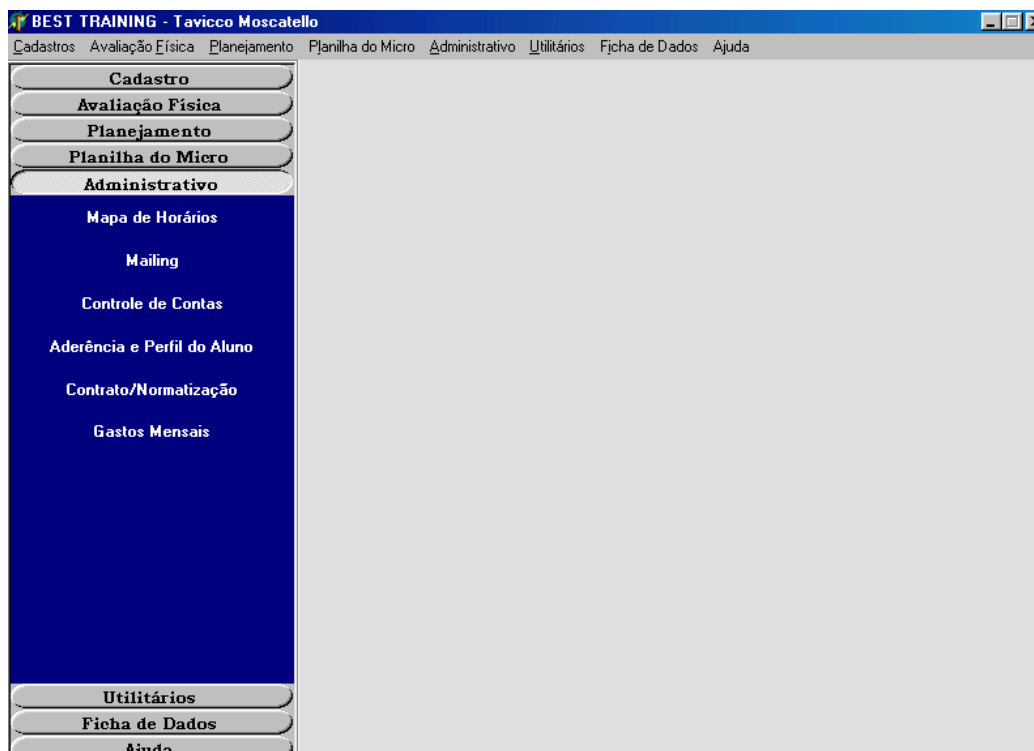 BEST TRAINING - Tavicco Moscatello
Cadastros Avaliação Física Planejamento Planilha do Micro Administrativo Utilitários Ficha de Dados Ajuda
Cadastro
Avaliação Física
Planejamento
Planilha do Micro
Administrativo
Mapa de Horários
Mailing
Controle de Contas
Aderência e Perfil do Aluno
Contrato/Normatização
Gastos Mensais
Utilitários
Ficha de Dados
Ajuda